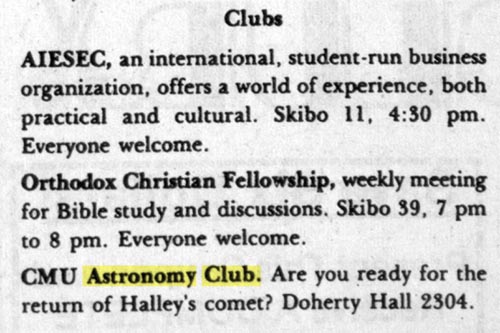 Clubs
AIESEC, an international, student-run business
organization, offers a world of experience, both
practical and cultural. Skibo 11, 4:30 pm.
Everyone welcome.
Orthodox Christian Fellowship, weekly meeting
for Bible study and discussions. Skibo 39, 7 pm
to 8 pm. Everyone welcome.
CMU Astronomy Club. Are you ready for the
return of Halley's comet? Doherty Hall 2304.